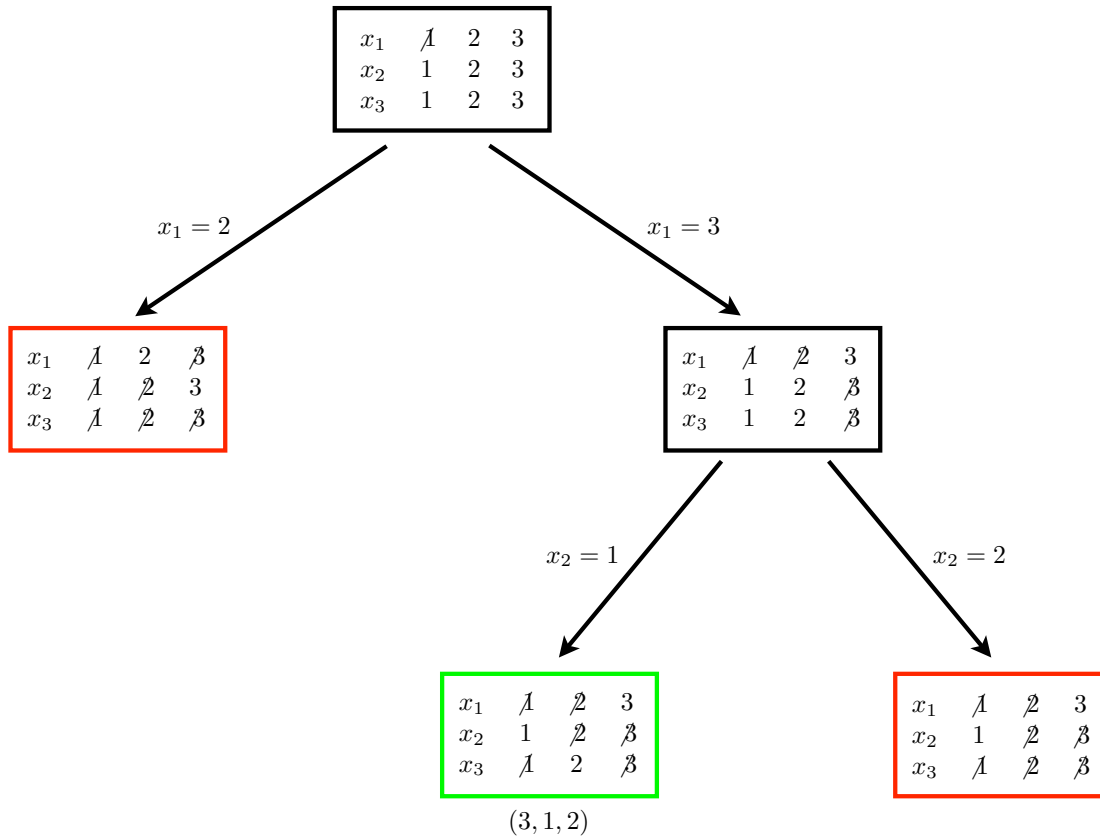 x₁ 1̸ 2 3
x₂ 1 2 3
x₃ 1 2 3
x₁ = 2
x₁ = 3
x₁ 1̸ 2 3̸
x₂ 1̸ 2̸ 3
x₃ 1̸ 2̸ 3̸
x₁ 1̸ 2̸ 3
x₂ 1 2 3̸
x₃ 1 2 3̸
x₂ = 1
x₂ = 2
x₁ 1̸ 2̸ 3
x₂ 1 2̸ 3̸
x₃ 1̸ 2 3̸
(3, 1, 2)
x₁ 1̸ 2̸ 3
x₂ 1 2̸ 3̸
x₃ 1̸ 2̸ 3̸